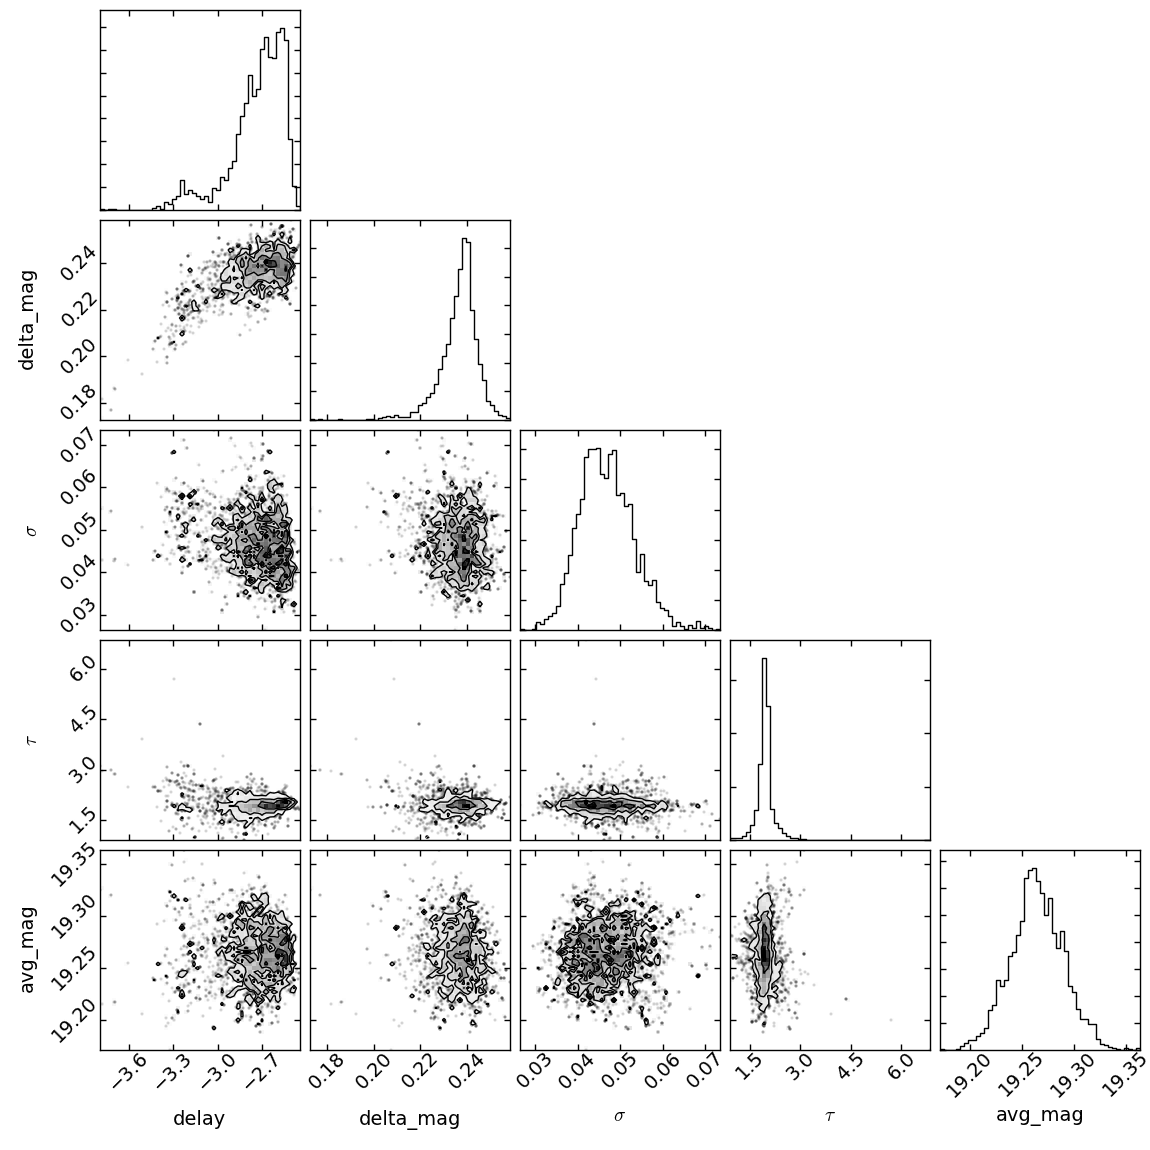 0.24
0.22
0.20
0.18
delta_mag
0.07
0.06
0.05
0.04
0.03
σ
6.0
4.5
3.0
1.5
τ
19.35
19.30
19.25
19.20
avg_mag
−3.6 −3.3 −3.0 −2.7
0.18 0.20 0.22 0.24
0.03 0.04 0.05 0.06 0.07
1.5 3.0 4.5 6.0
19.20 19.25 19.30 19.35
delay delta_mag σ τ avg_mag